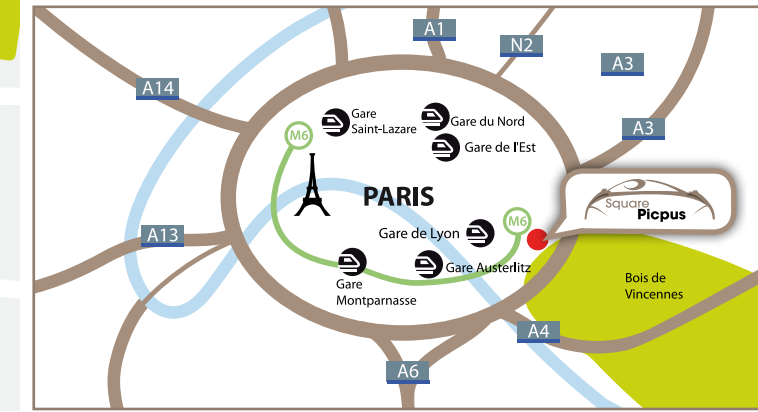 A1
N2
A3
A14
A3
Gare
Saint-Lazare
Gare du Nord
M6
Gare de l'Est
PARIS
Square
Picpus
M6
A13
Gare de Lyon
Gare Austerlitz
Gare
Montparnasse
Bois de
Vincennes
A4
A6